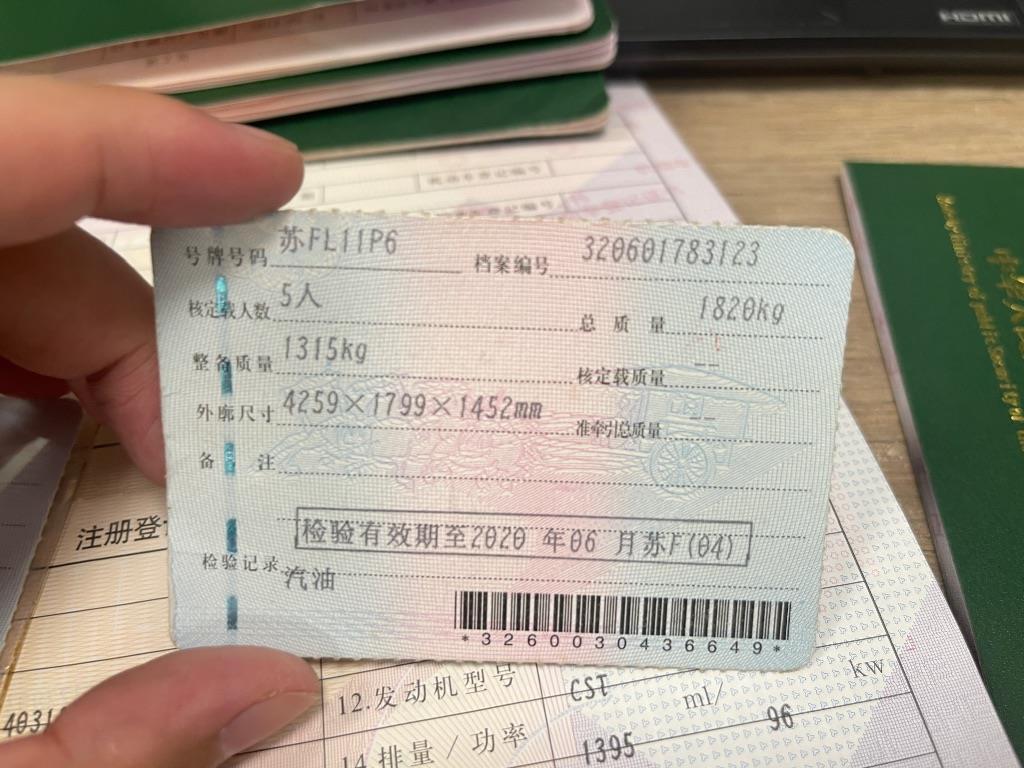 HDMI
号牌号码 苏FL11P6 档案编号 320601783123
核定载人数 5人 总质量 1820kg
整备质量 1315kg 核定载质量 --
外廓尺寸 4259×1799×1452mm 准牵引总质量 --
备注
检验有效期至2020 年06 月苏F(04)
检验记录 汽油
*3260030436649*
注册登
12.发动机型号 CST
14.排量/功率 1395 ml/ 96 kw